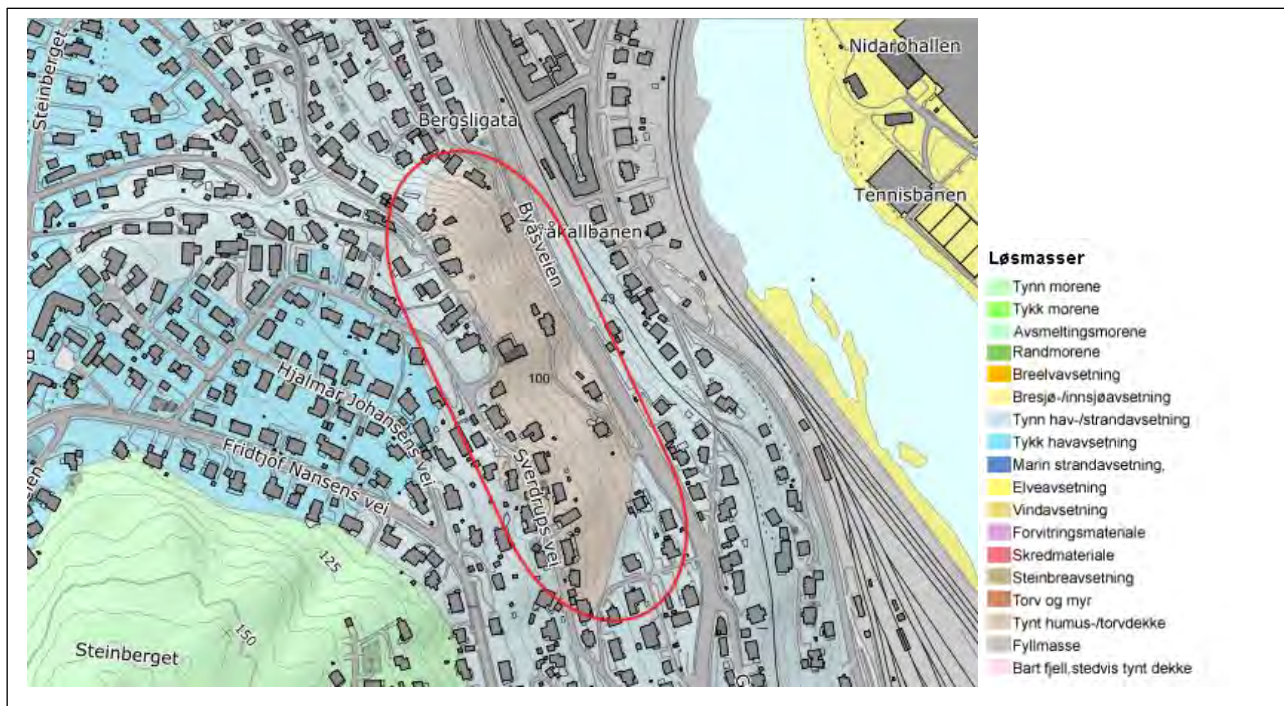 Nidarøhallen
Steinberget
Bergsligata
Tennisbanen
Byåsveien
åkallbanen
43
Løsmasser
Tynn morene
Tykk morene
Avsmeltingsmorene
Randmorene
Breelvavsetning
Bresjø-/innsjøavsetning
Tynn hav-/strandavsetning
Tykk havavsetning
Marin strandavsetning,
Elveavsetning
Vindavsetning
Forvitringsmateriale
Skredmateriale
Steinbreavsetning
Torv og myr
Tynt humus-/torvdekke
Fyllmasse
Bart fjell,stedvis tynt dekke
g
Hjalmar Johansens vei
100
Fridtjof Nansens vei
Sverdrups vei
eien
125
150
Steinberget
G